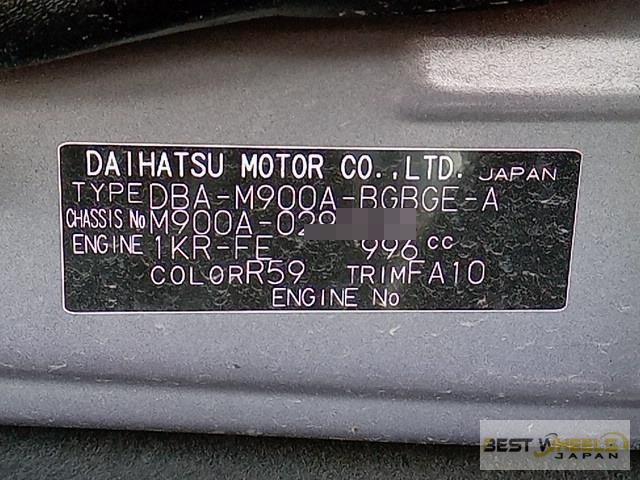 DAIHATSU MOTOR CO.,LTD. JAPAN
TYPE DBA-M900A-BGBGE-A
CHASSIS No M900A-029
ENGINE 1KR-FE 996 cc
COLOR R59 TRIM FA10
ENGINE No
BEST WHEELS
JAPAN